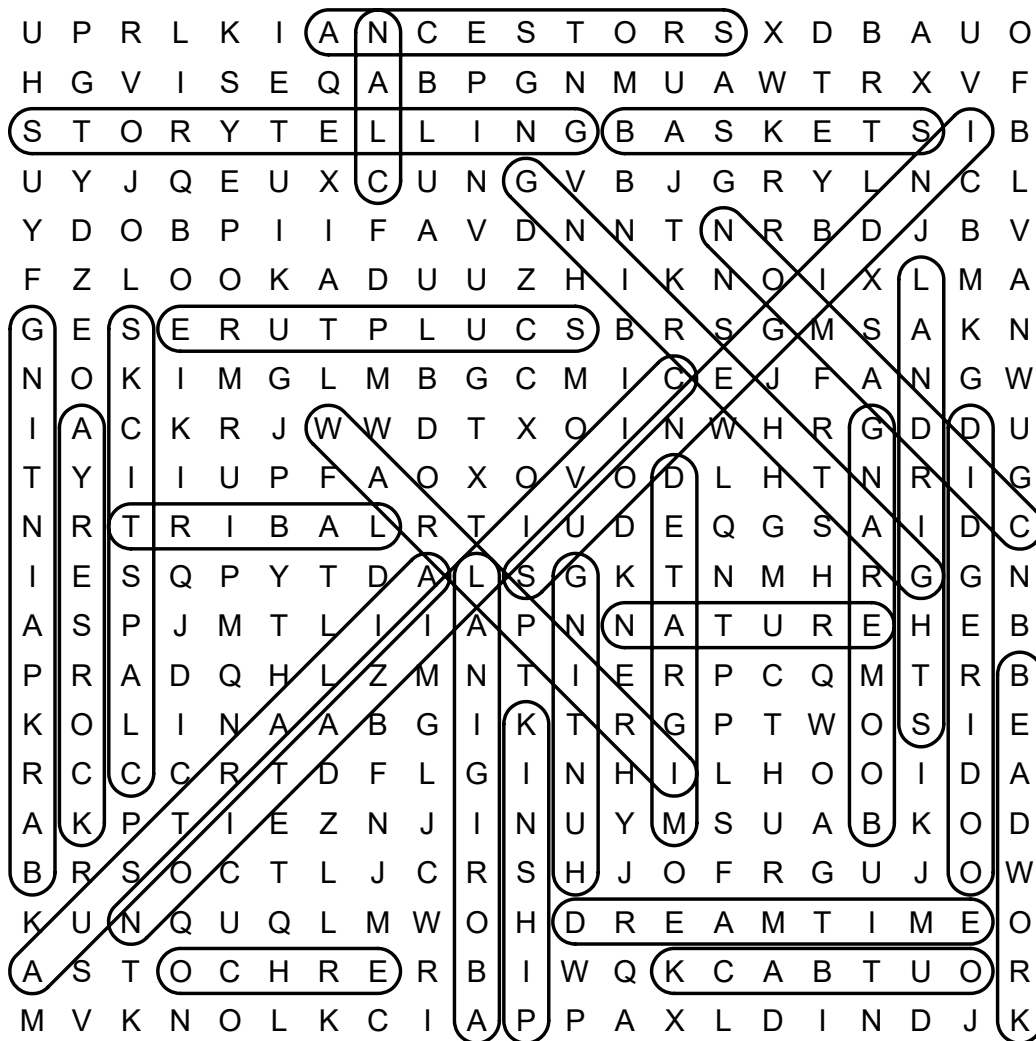 U P R L K I A N C E S T O R S X D B A U O
H G V I S E Q A B P G N M U A W T R X V F
S T O R Y T E L L I N G B A S K E T S I B
U Y J Q E U X C U N G V B J G R Y L N C L
Y D O B P I I F A V D N N T N R B D J B V
F Z L O O K A D U U Z H I K N O I X L M A
G E S E R U T P L U C S B R S G M S A K N
N O K I M G L M B G C M I C E J F A N G W
I A C K R J W W D T X O I N W H R G D D U
T Y I I U P F A O X O V O D L H T N R I G
N R T R I B A L R T I U D E Q G S A I D C
I E S Q P Y T D A L S G K T N M H R G G N
A S P J M T L I I A P N N A T U R E H E B
P R A D Q H L Z M N T I E R P C Q M T R B
K O L I N A A B G I K T R G P T W O S I E
R C C C R T D F L G I N H I L H O O I D A
A K P T I E Z N J I N U Y M S U A B K O D
B R S O C T L J C R S H J O F R G U J O W
K U N Q U Q L M W O H D R E A M T I M E O
A S T O C H R E R B I W Q K C A B T U O R
M V K N O L K C I A P P A X L D I N D J K